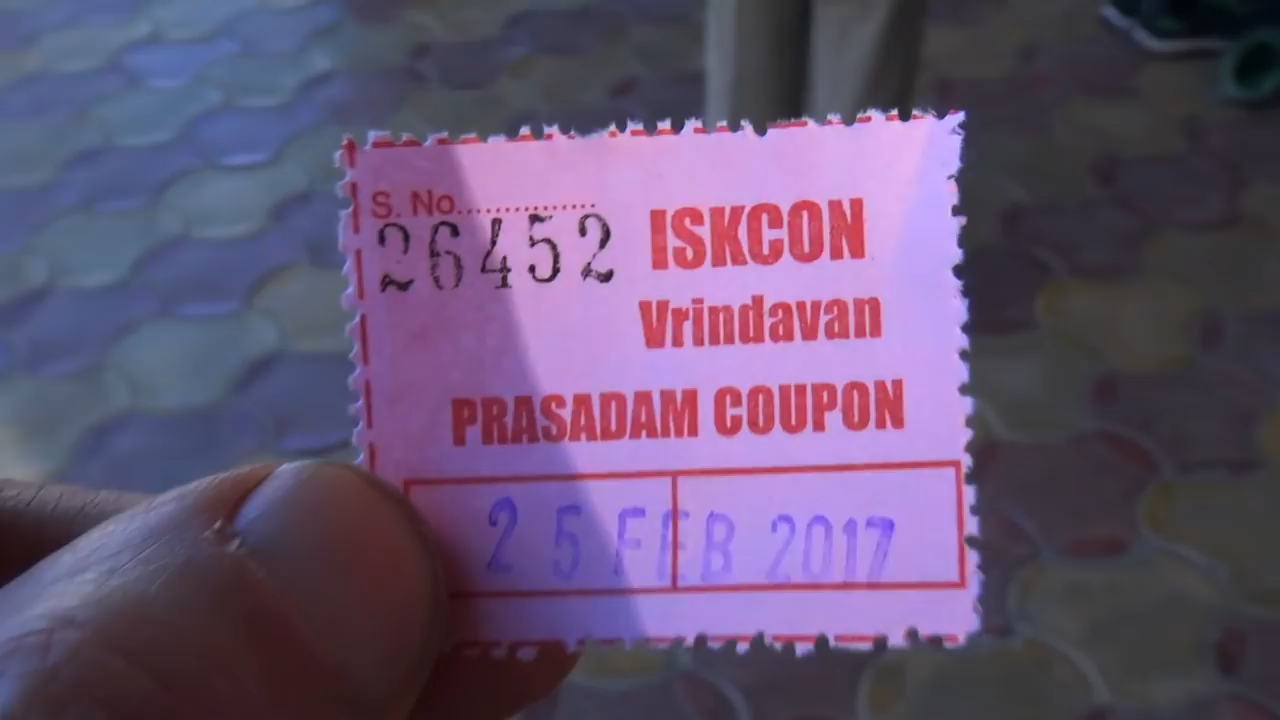 S. No..............
26452
ISKCON
Vrindavan
PRASADAM COUPON
25 FEB 2017